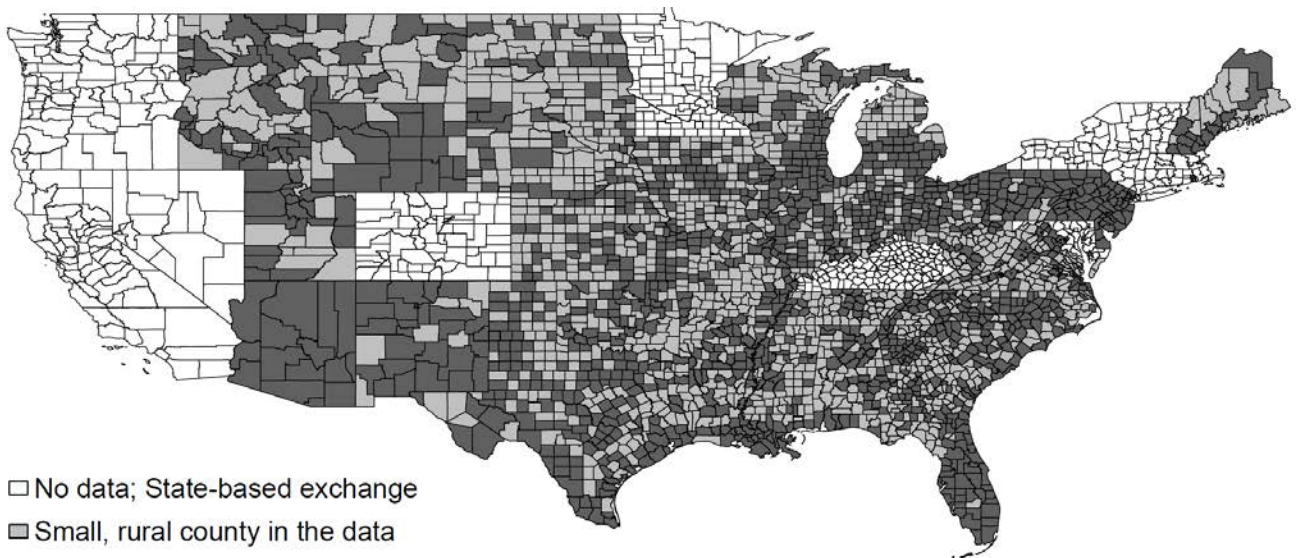 No data; State-based exchange
Small, rural county in the data